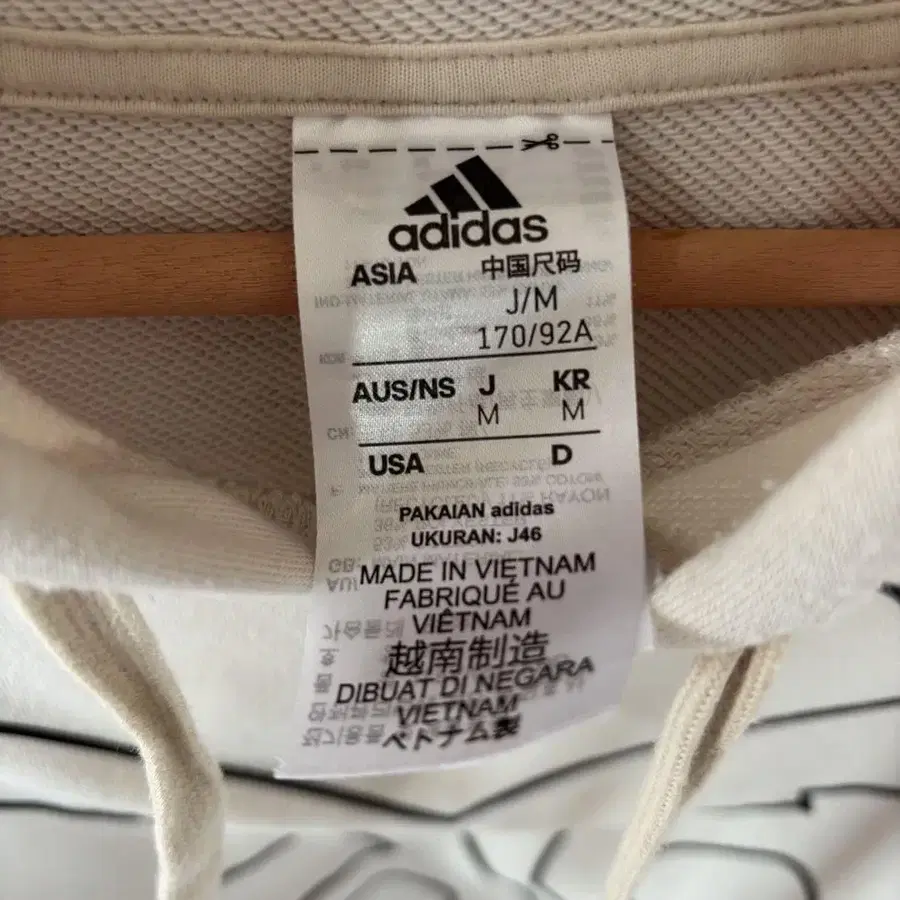 adidas
ASIA 中国尺码
J/M
170/92A
AUS/NS J KR
M M
USA D
PAKAIAN adidas
UKURAN: J46
MADE IN VIETNAM
FABRIQUÉ AU
VIÊTNAM
越南制造
DIBUAT DI NEGARA
VIETNAM
ベトナム製